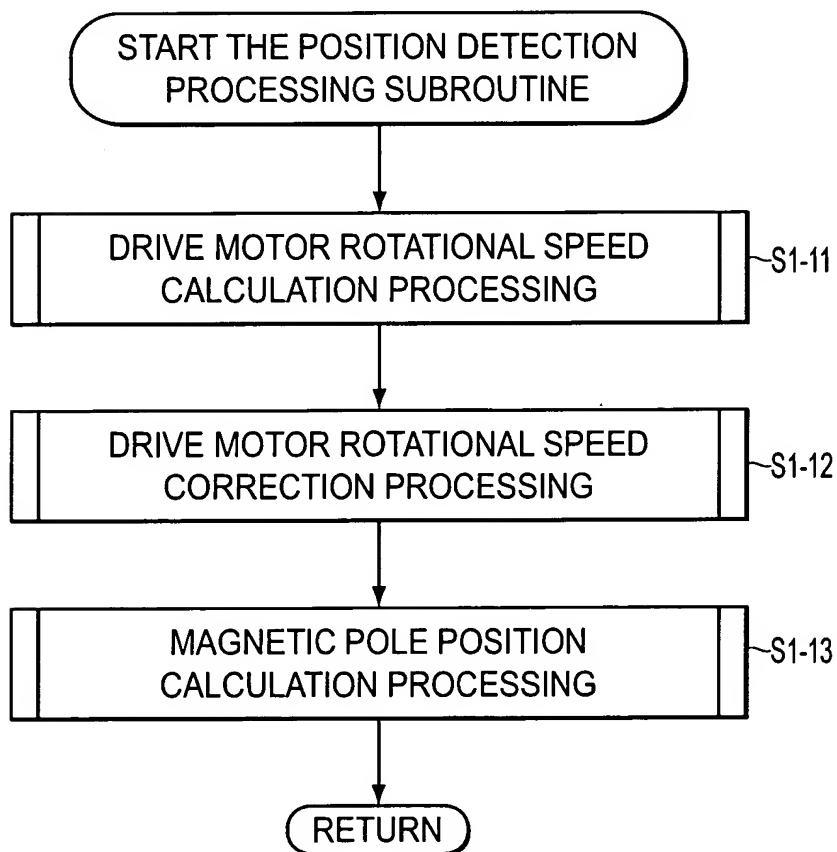 START THE POSITION DETECTION
PROCESSING SUBROUTINE
DRIVE MOTOR ROTATIONAL SPEED
CALCULATION PROCESSING
S1-11
DRIVE MOTOR ROTATIONAL SPEED
CORRECTION PROCESSING
S1-12
MAGNETIC POLE POSITION
CALCULATION PROCESSING
S1-13
RETURN